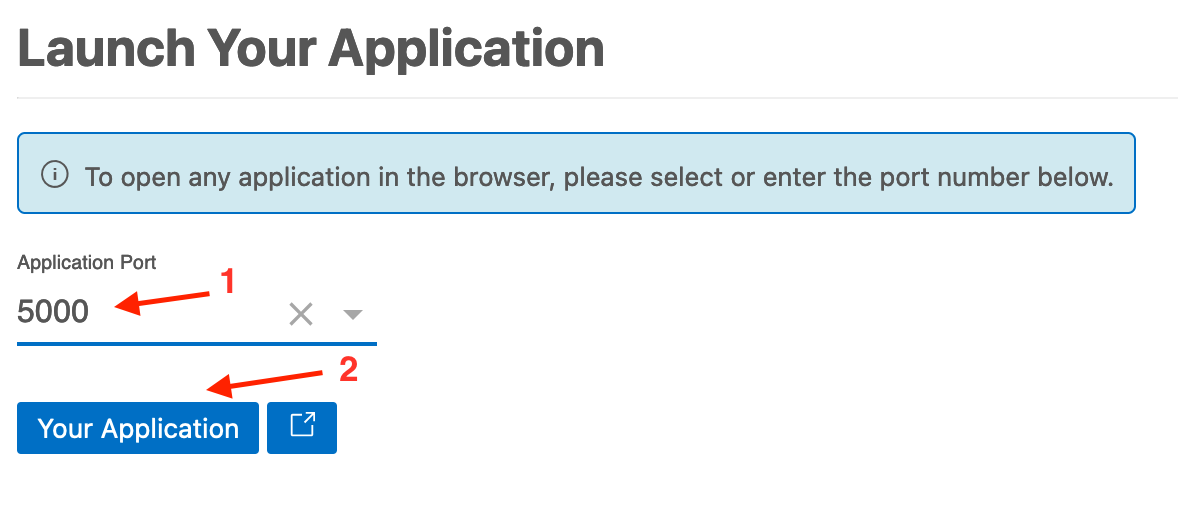 Launch Your Application
To open any application in the browser, please select or enter the port number below.
Application Port
1
5000
2
Your Application